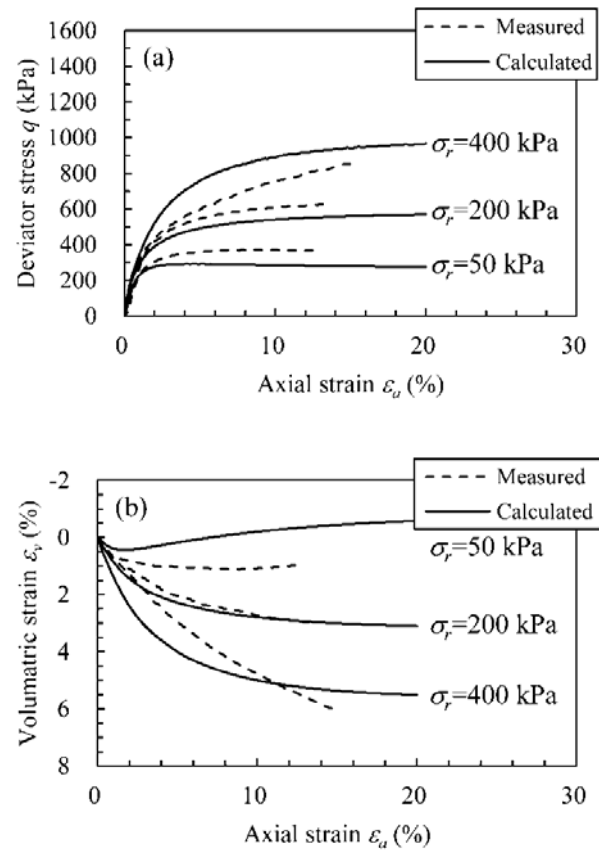 1600
1400
1200
1000
800
600
400
200
0
Deviator stress q (kPa)
(a)
Measured
Calculated
σr=400 kPa
σr=200 kPa
σr=50 kPa
0
10
20
30
Axial strain εa (%)
-2
0
2
4
6
8
Volumatric strain εv (%)
(b)
Measured
Calculated
σr=50 kPa
σr=200 kPa
σr=400 kPa
0
10
20
30
Axial strain εa (%)